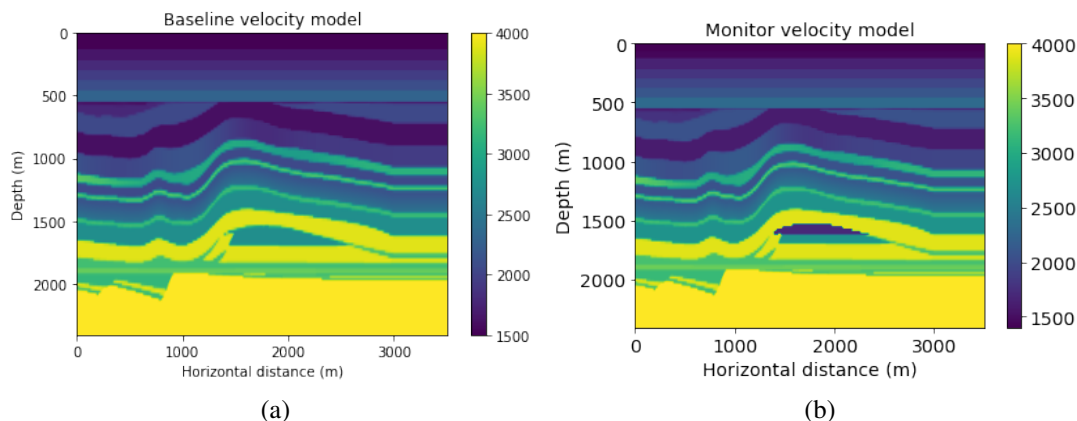 Baseline velocity model
0
500
1000
1500
2000
Depth (m)
0 1000 2000 3000
Horizontal distance (m)
4000
3500
3000
2500
2000
1500
(a)
Monitor velocity model
0
500
1000
1500
2000
Depth (m)
0 1000 2000 3000
Horizontal distance (m)
4000
3500
3000
2500
2000
1500
(b)